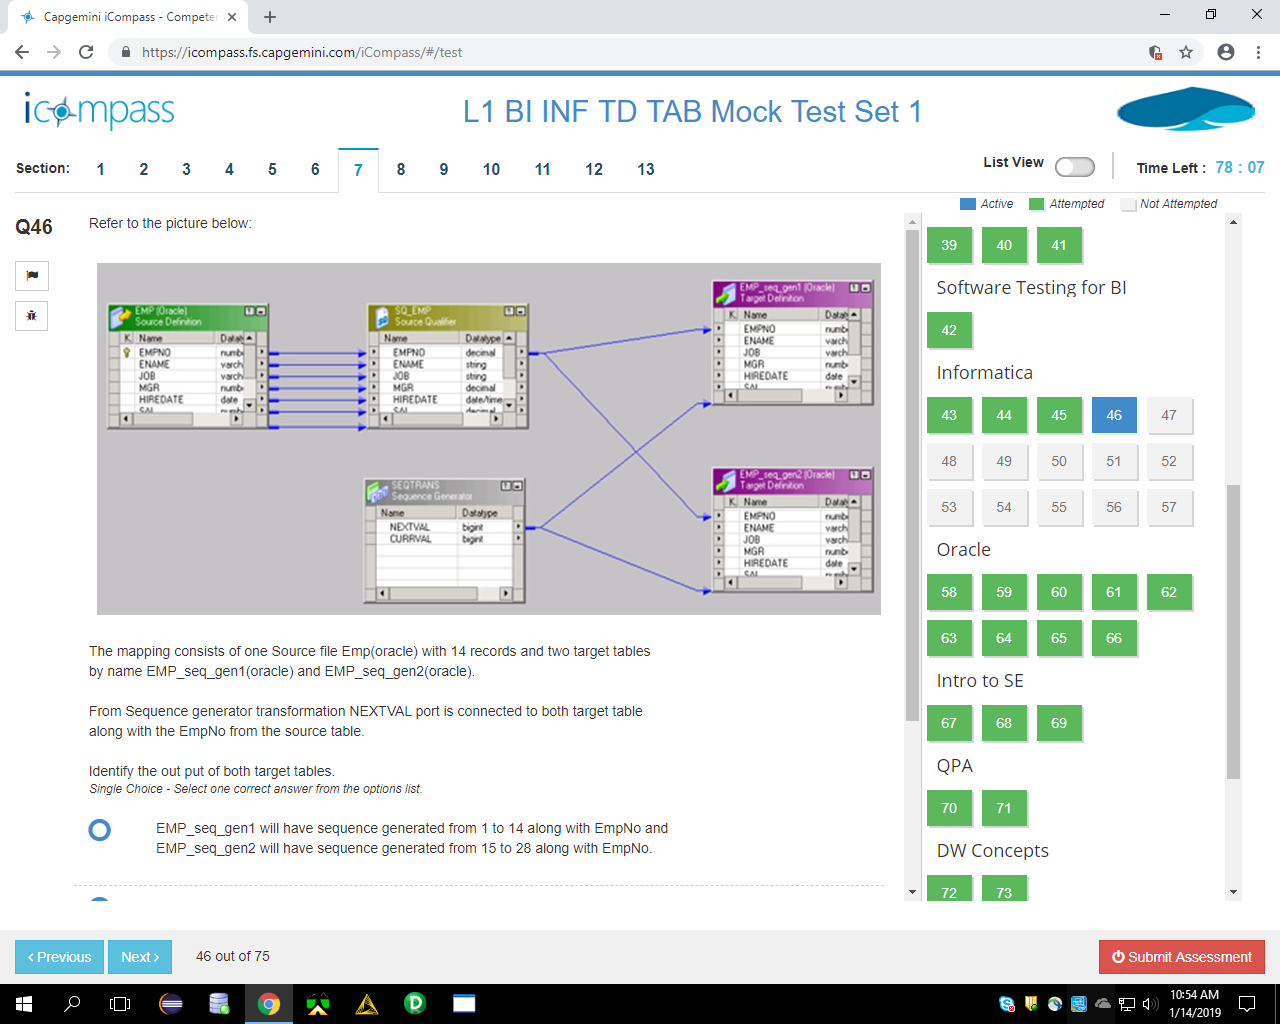 Capgemini iCompass - Competen
https://icompass.fs.capgemini.com/iCompass/#/test
icompass
L1 BI INF TD TAB Mock Test Set 1
Section: 1 2 3 4 5 6 7 8 9 10 11 12 13
List View
Time Left : 78 : 07
Active Attempted Not Attempted
Q46
Refer to the picture below:
EMP (Oracle)
Source Definition
K Name Datat
EMPNO numb
ENAME varch
JOB varch
MGR numb
HIREDATE date
SAL numb
SQ_EMP
Source Qualifier
Name Datatype
EMPNO decimal
ENAME string
JOB string
MGR decimal
HIREDATE date/time
SAL decimal
SEQTRANS
Sequence Generator
Name Datatype
NEXTVAL bigint
CURRVAL bigint
EMP_seq_gen1 (Oracle)
Target Definition
K Name Datat
EMPNO numb
ENAME varch
JOB varch
MGR numb
HIREDATE date
SAL numb
EMP_seq_gen2 (Oracle)
Target Definition
K Name Datat
EMPNO numb
ENAME varch
JOB varch
MGR numb
HIREDATE date
SAL numb
The mapping consists of one Source file Emp(oracle) with 14 records and two target tables
by name EMP_seq_gen1(oracle) and EMP_seq_gen2(oracle).
From Sequence generator transformation NEXTVAL port is connected to both target table
along with the EmpNo from the source table.
Identify the out put of both target tables.
Single Choice - Select one correct answer from the options list.
EMP_seq_gen1 will have sequence generated from 1 to 14 along with EmpNo and
EMP_seq_gen2 will have sequence generated from 15 to 28 along with EmpNo.
39 40 41
Software Testing for BI
42
Informatica
43 44 45 46 47
48 49 50 51 52
53 54 55 56 57
Oracle
58 59 60 61 62
63 64 65 66
Intro to SE
67 68 69
QPA
70 71
DW Concepts
72 73
Previous
Next
46 out of 75
Submit Assessment
10:54 AM
1/14/2019